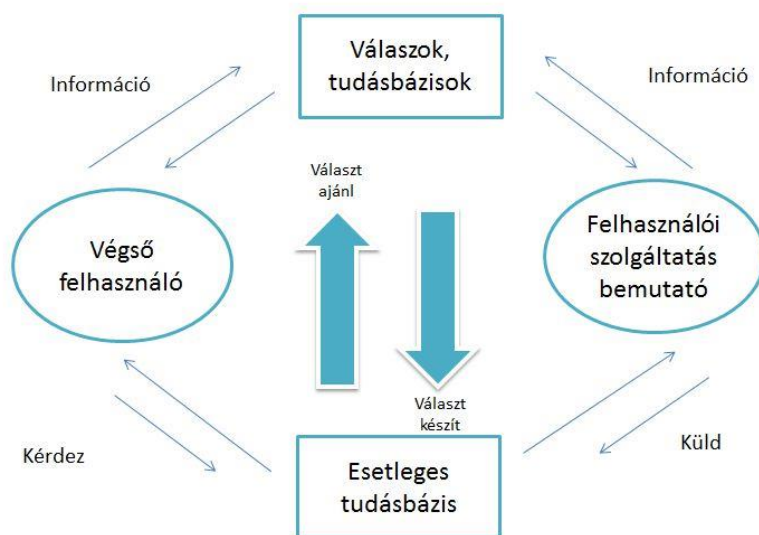 Válaszok,
tudásbázisok
Információ
Információ
Választ
ajánl
Végső
felhasználó
Felhasználói
szolgáltatás
bemutató
Választ
készít
Kérdez
Küld
Esetleges
tudásbázis